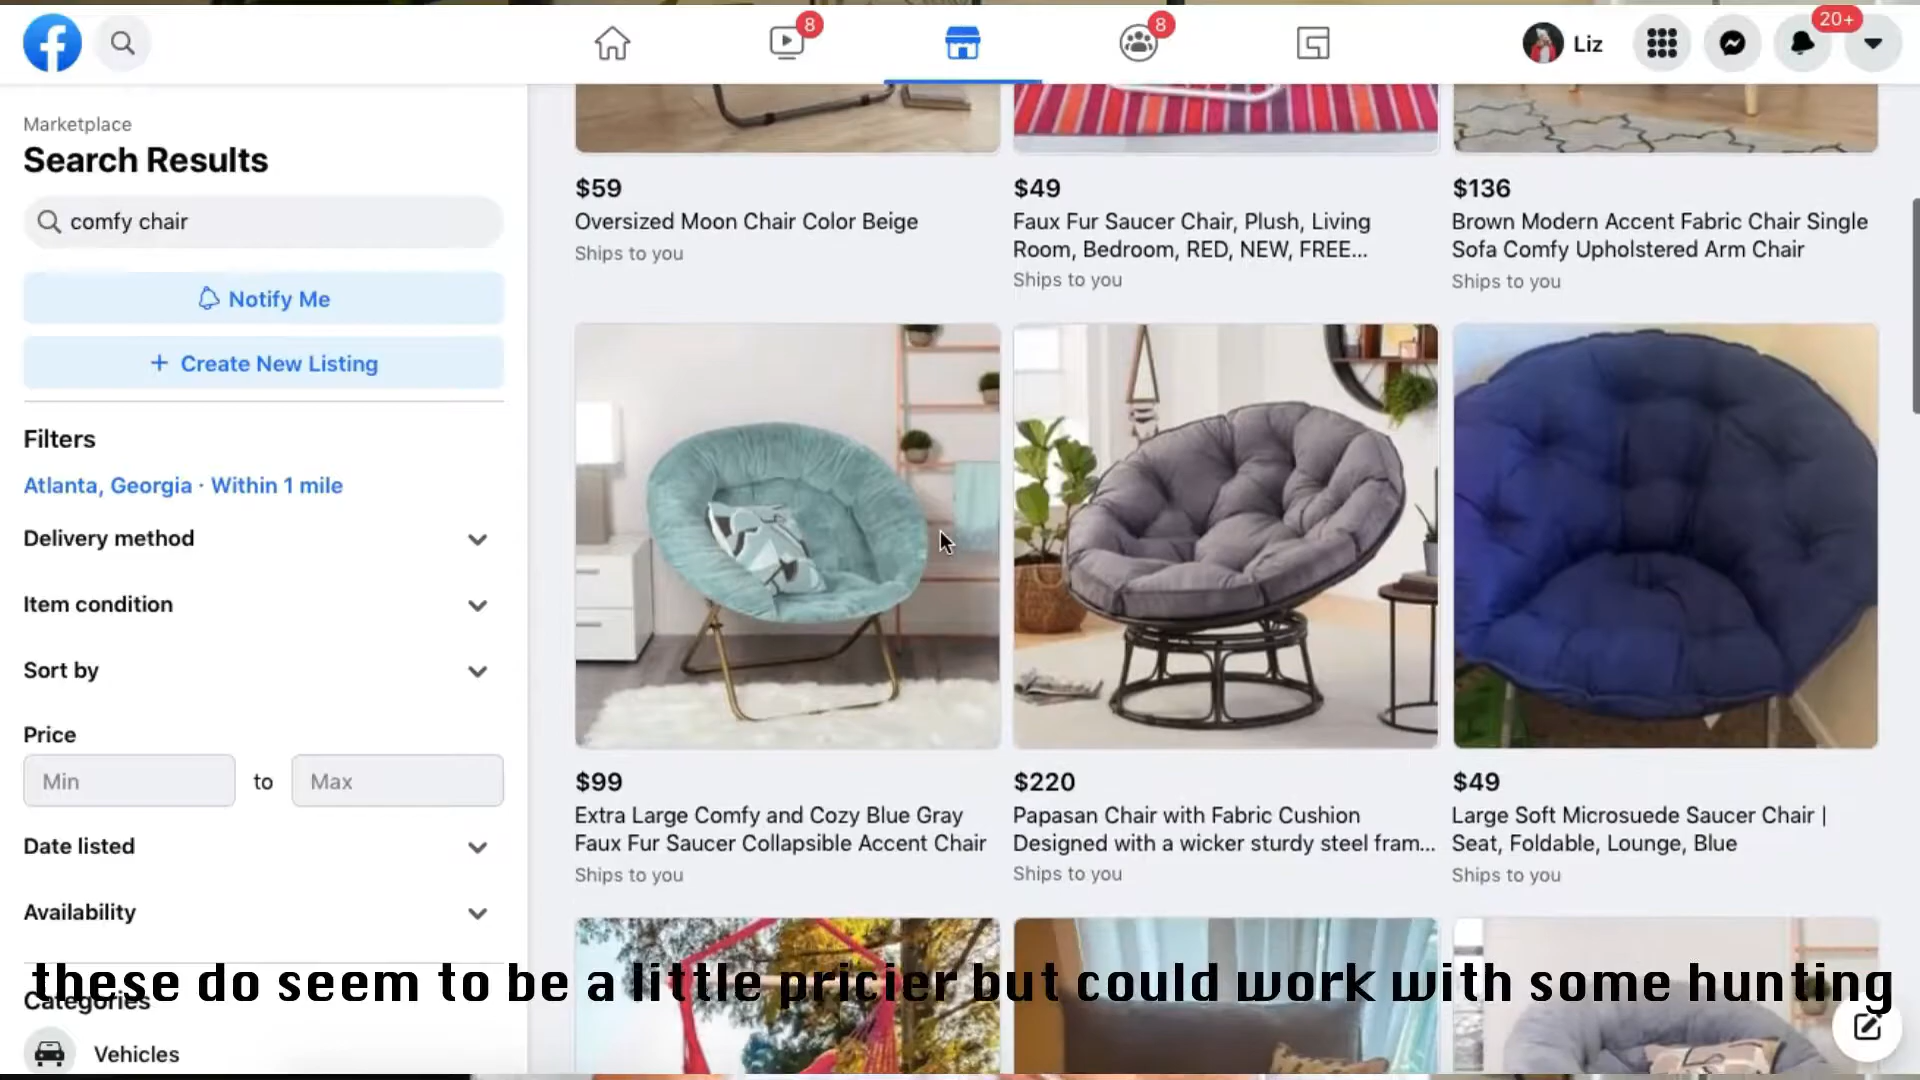 8
8
20+
Liz
Marketplace
Search Results
comfy chair
Notify Me
+ Create New Listing
Filters
Atlanta, Georgia · Within 1 mile
Delivery method
Item condition
Sort by
Price
Min to Max
Date listed
Availability
Categories
Vehicles
$59
Oversized Moon Chair Color Beige
Ships to you
$49
Faux Fur Saucer Chair, Plush, Living
Room, Bedroom, RED, NEW, FREE...
Ships to you
$136
Brown Modern Accent Fabric Chair Single
Sofa Comfy Upholstered Arm Chair
Ships to you
$99
Extra Large Comfy and Cozy Blue Gray
Faux Fur Saucer Collapsible Accent Chair
Ships to you
$220
Papasan Chair with Fabric Cushion
Designed with a wicker sturdy steel fram...
Ships to you
$49
Large Soft Microsuede Saucer Chair |
Seat, Foldable, Lounge, Blue
Ships to you
these do seem to be a little pricier but could work with some hunting